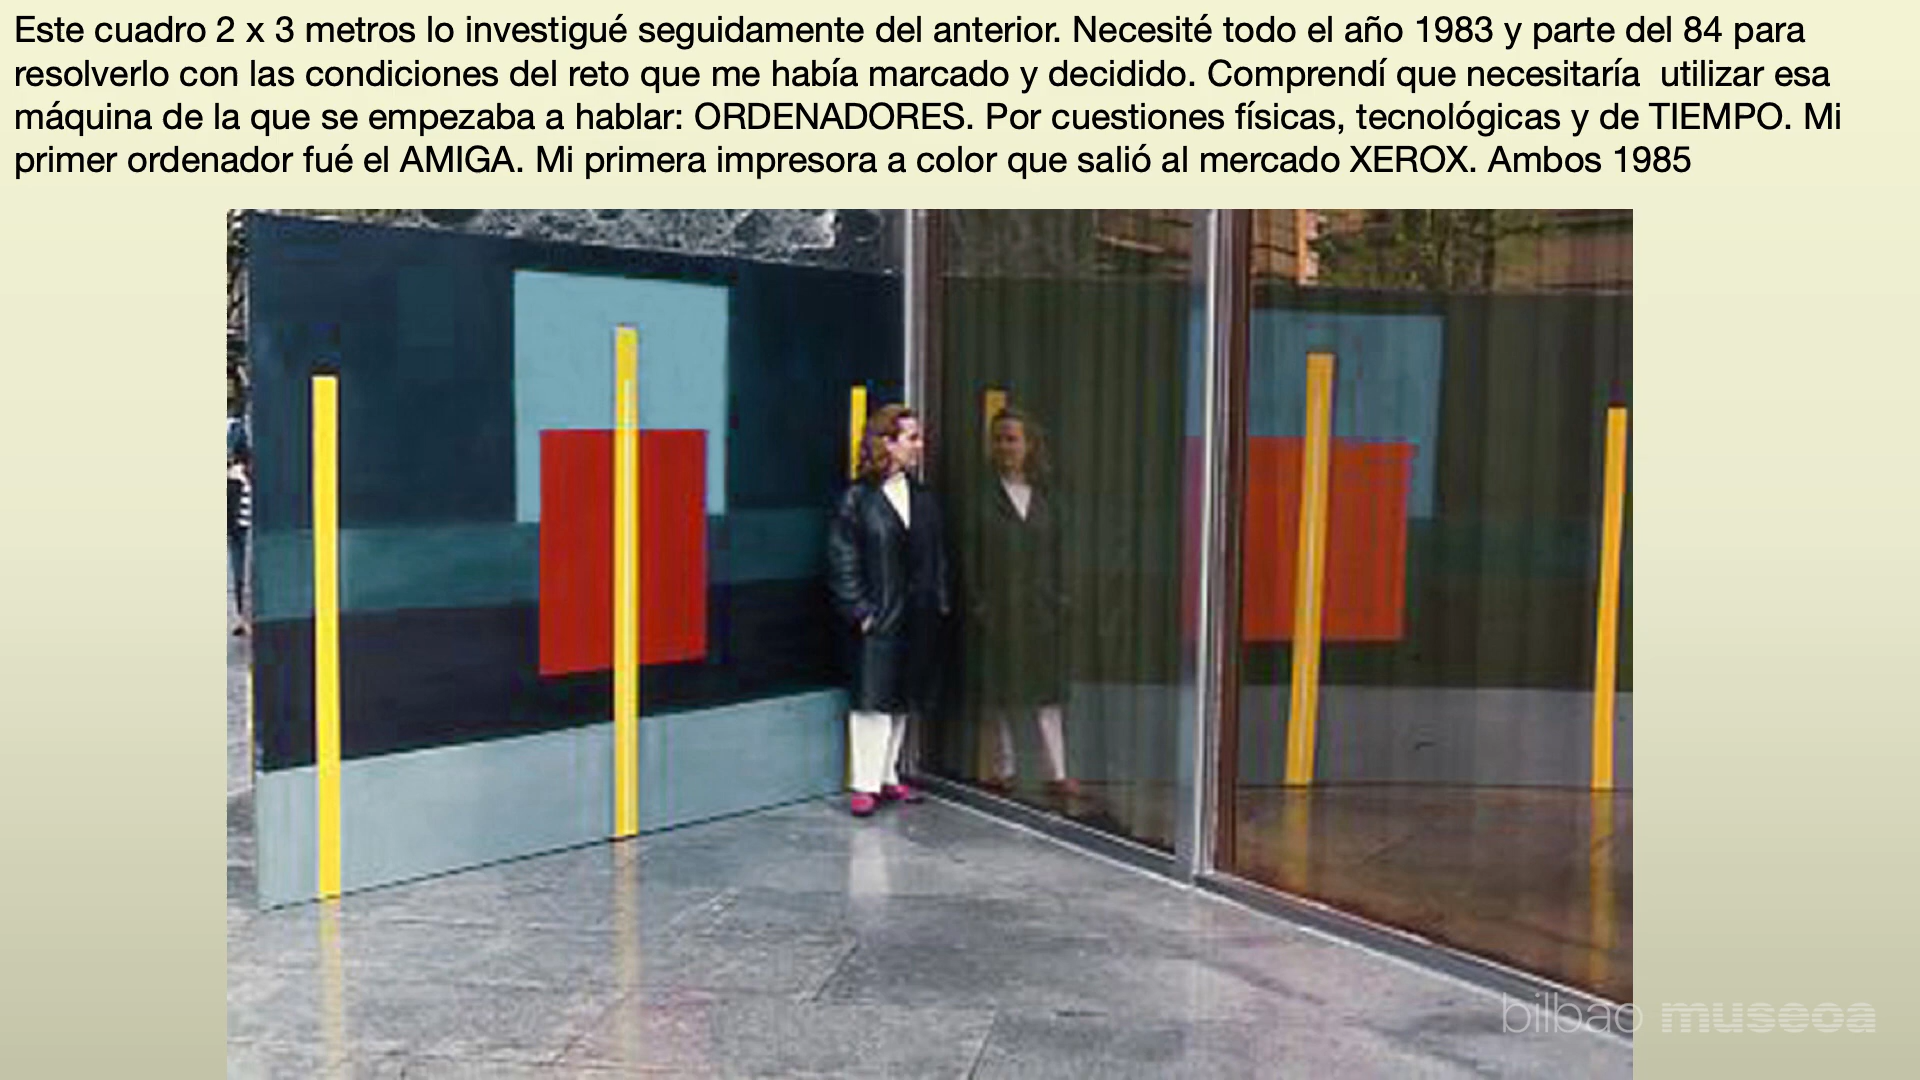 Este cuadro 2 x 3 metros lo investigué seguidamente del anterior. Necesité todo el año 1983 y parte del 84 para
resolverlo con las condiciones del reto que me había marcado y decidido. Comprendí que necesitaría  utilizar esa
máquina de la que se empezaba a hablar: ORDENADORES. Por cuestiones físicas, tecnológicas y de TIEMPO. Mi
primer ordenador fué el AMIGA. Mi primera impresora a color que salió al mercado XEROX. Ambos 1985
bilbao museoa